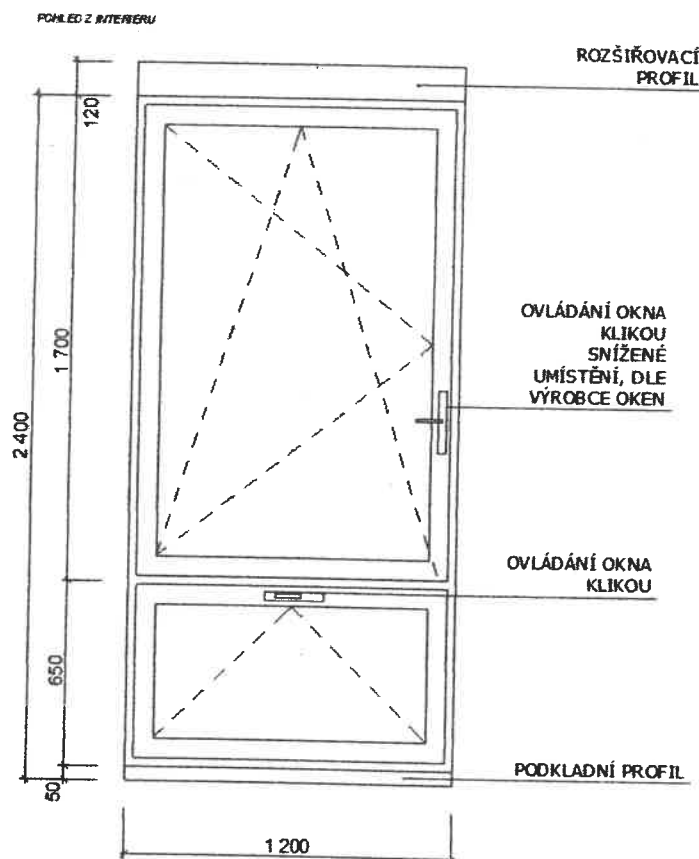 POHLED Z INTERIÉRU
ROZŠIŘOVACÍ
PROFIL
120
OVLÁDÁNÍ OKNA
KLIKOU
SNÍŽENÉ
UMÍSTĚNÍ, DLE
VÝROBCE OKEN
1 700
2 400
OVLÁDÁNÍ OKNA
KLIKOU
650
PODKLADNÍ PROFIL
50
1 200